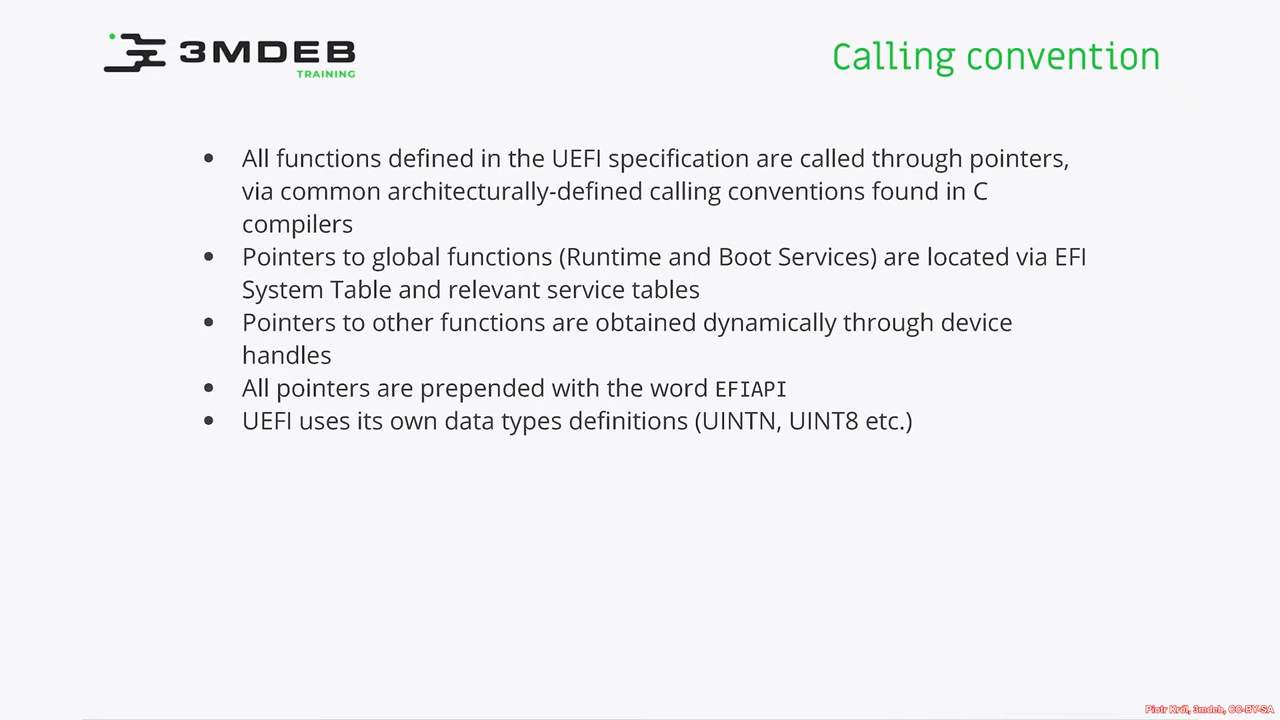 3MDEB
TRAINING
Calling convention
• All functions defined in the UEFI specification are called through pointers,
via common architecturally-defined calling conventions found in C
compilers
• Pointers to global functions (Runtime and Boot Services) are located via EFI
System Table and relevant service tables
• Pointers to other functions are obtained dynamically through device
handles
• All pointers are prepended with the word EFIAPI
• UEFI uses its own data types definitions (UINTN, UINT8 etc.)
Piotr Król, 3mdeb, CC-BY-SA